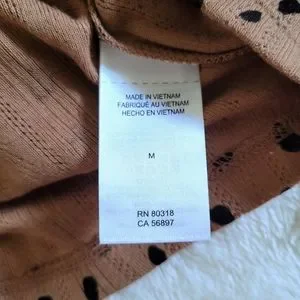 MADE IN VIETNAM
FABRIQUÉ AU VIETNAM
HECHO EN VIETNAM
M
RN 80318
CA 56897